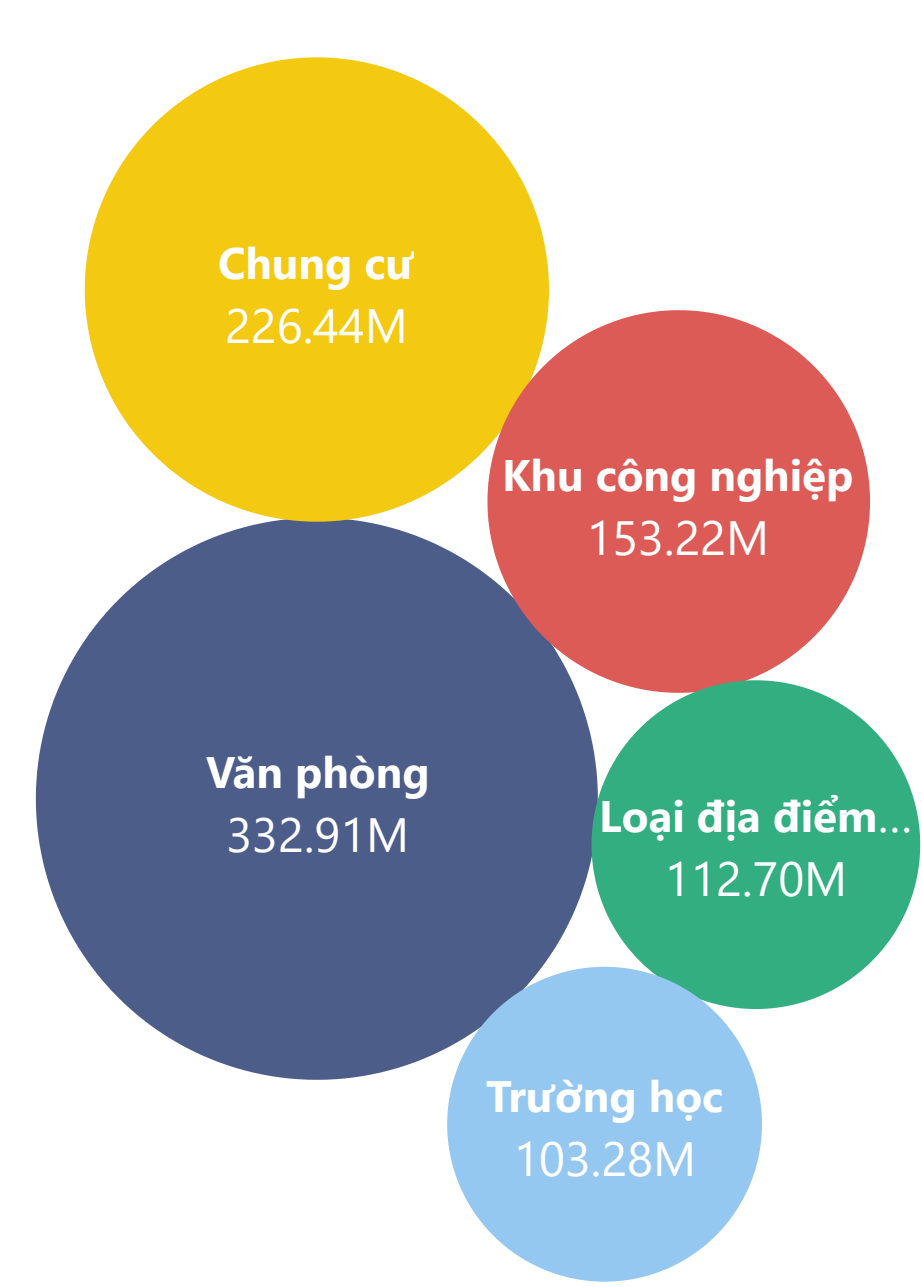 Chung cư
226.44M
Khu công nghiệp
153.22M
Văn phòng
332.91M
Loại địa điểm...
112.70M
Trường học
103.28M